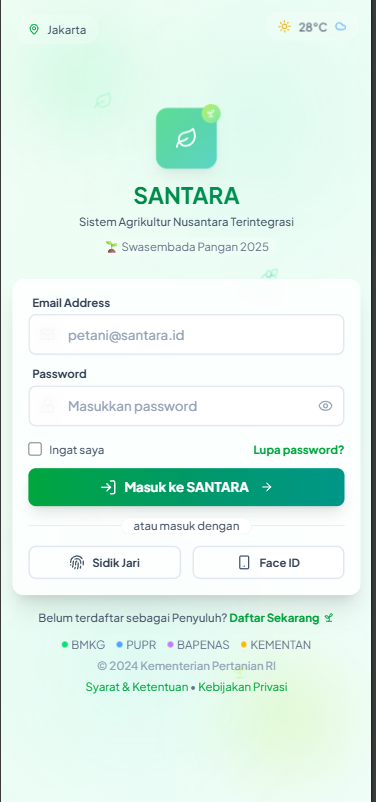 Jakarta
28°C
SANTARA
Sistem Agrikultur Nusantara Terintegrasi
Swasembada Pangan 2025
Email Address
petani@santara.id
Password
Masukkan password
Ingat saya
Lupa password?
Masuk ke SANTARA
atau masuk dengan
Sidik Jari
Face ID
Belum terdaftar sebagai Penyuluh? Daftar Sekarang
BMKG PUPR BAPENAS KEMENTAN
© 2024 Kementerian Pertanian RI
Syarat & Ketentuan • Kebijakan Privasi